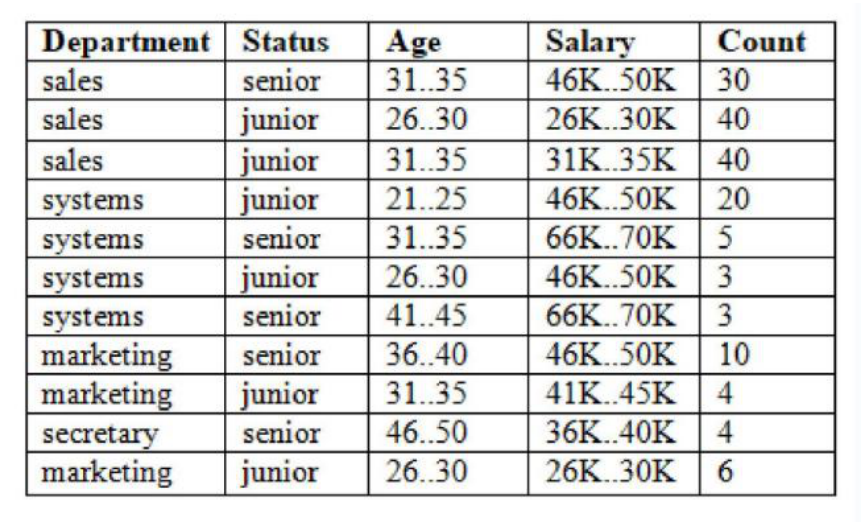 Department Status Age Salary Count
sales senior 31..35 46K..50K 30
sales junior 26..30 26K..30K 40
sales junior 31..35 31K..35K 40
systems junior 21..25 46K..50K 20
systems senior 31..35 66K..70K 5
systems junior 26..30 46K..50K 3
systems senior 41..45 66K..70K 3
marketing senior 36..40 46K..50K 10
marketing junior 31..35 41K..45K 4
secretary senior 46..50 36K..40K 4
marketing junior 26..30 26K..30K 6